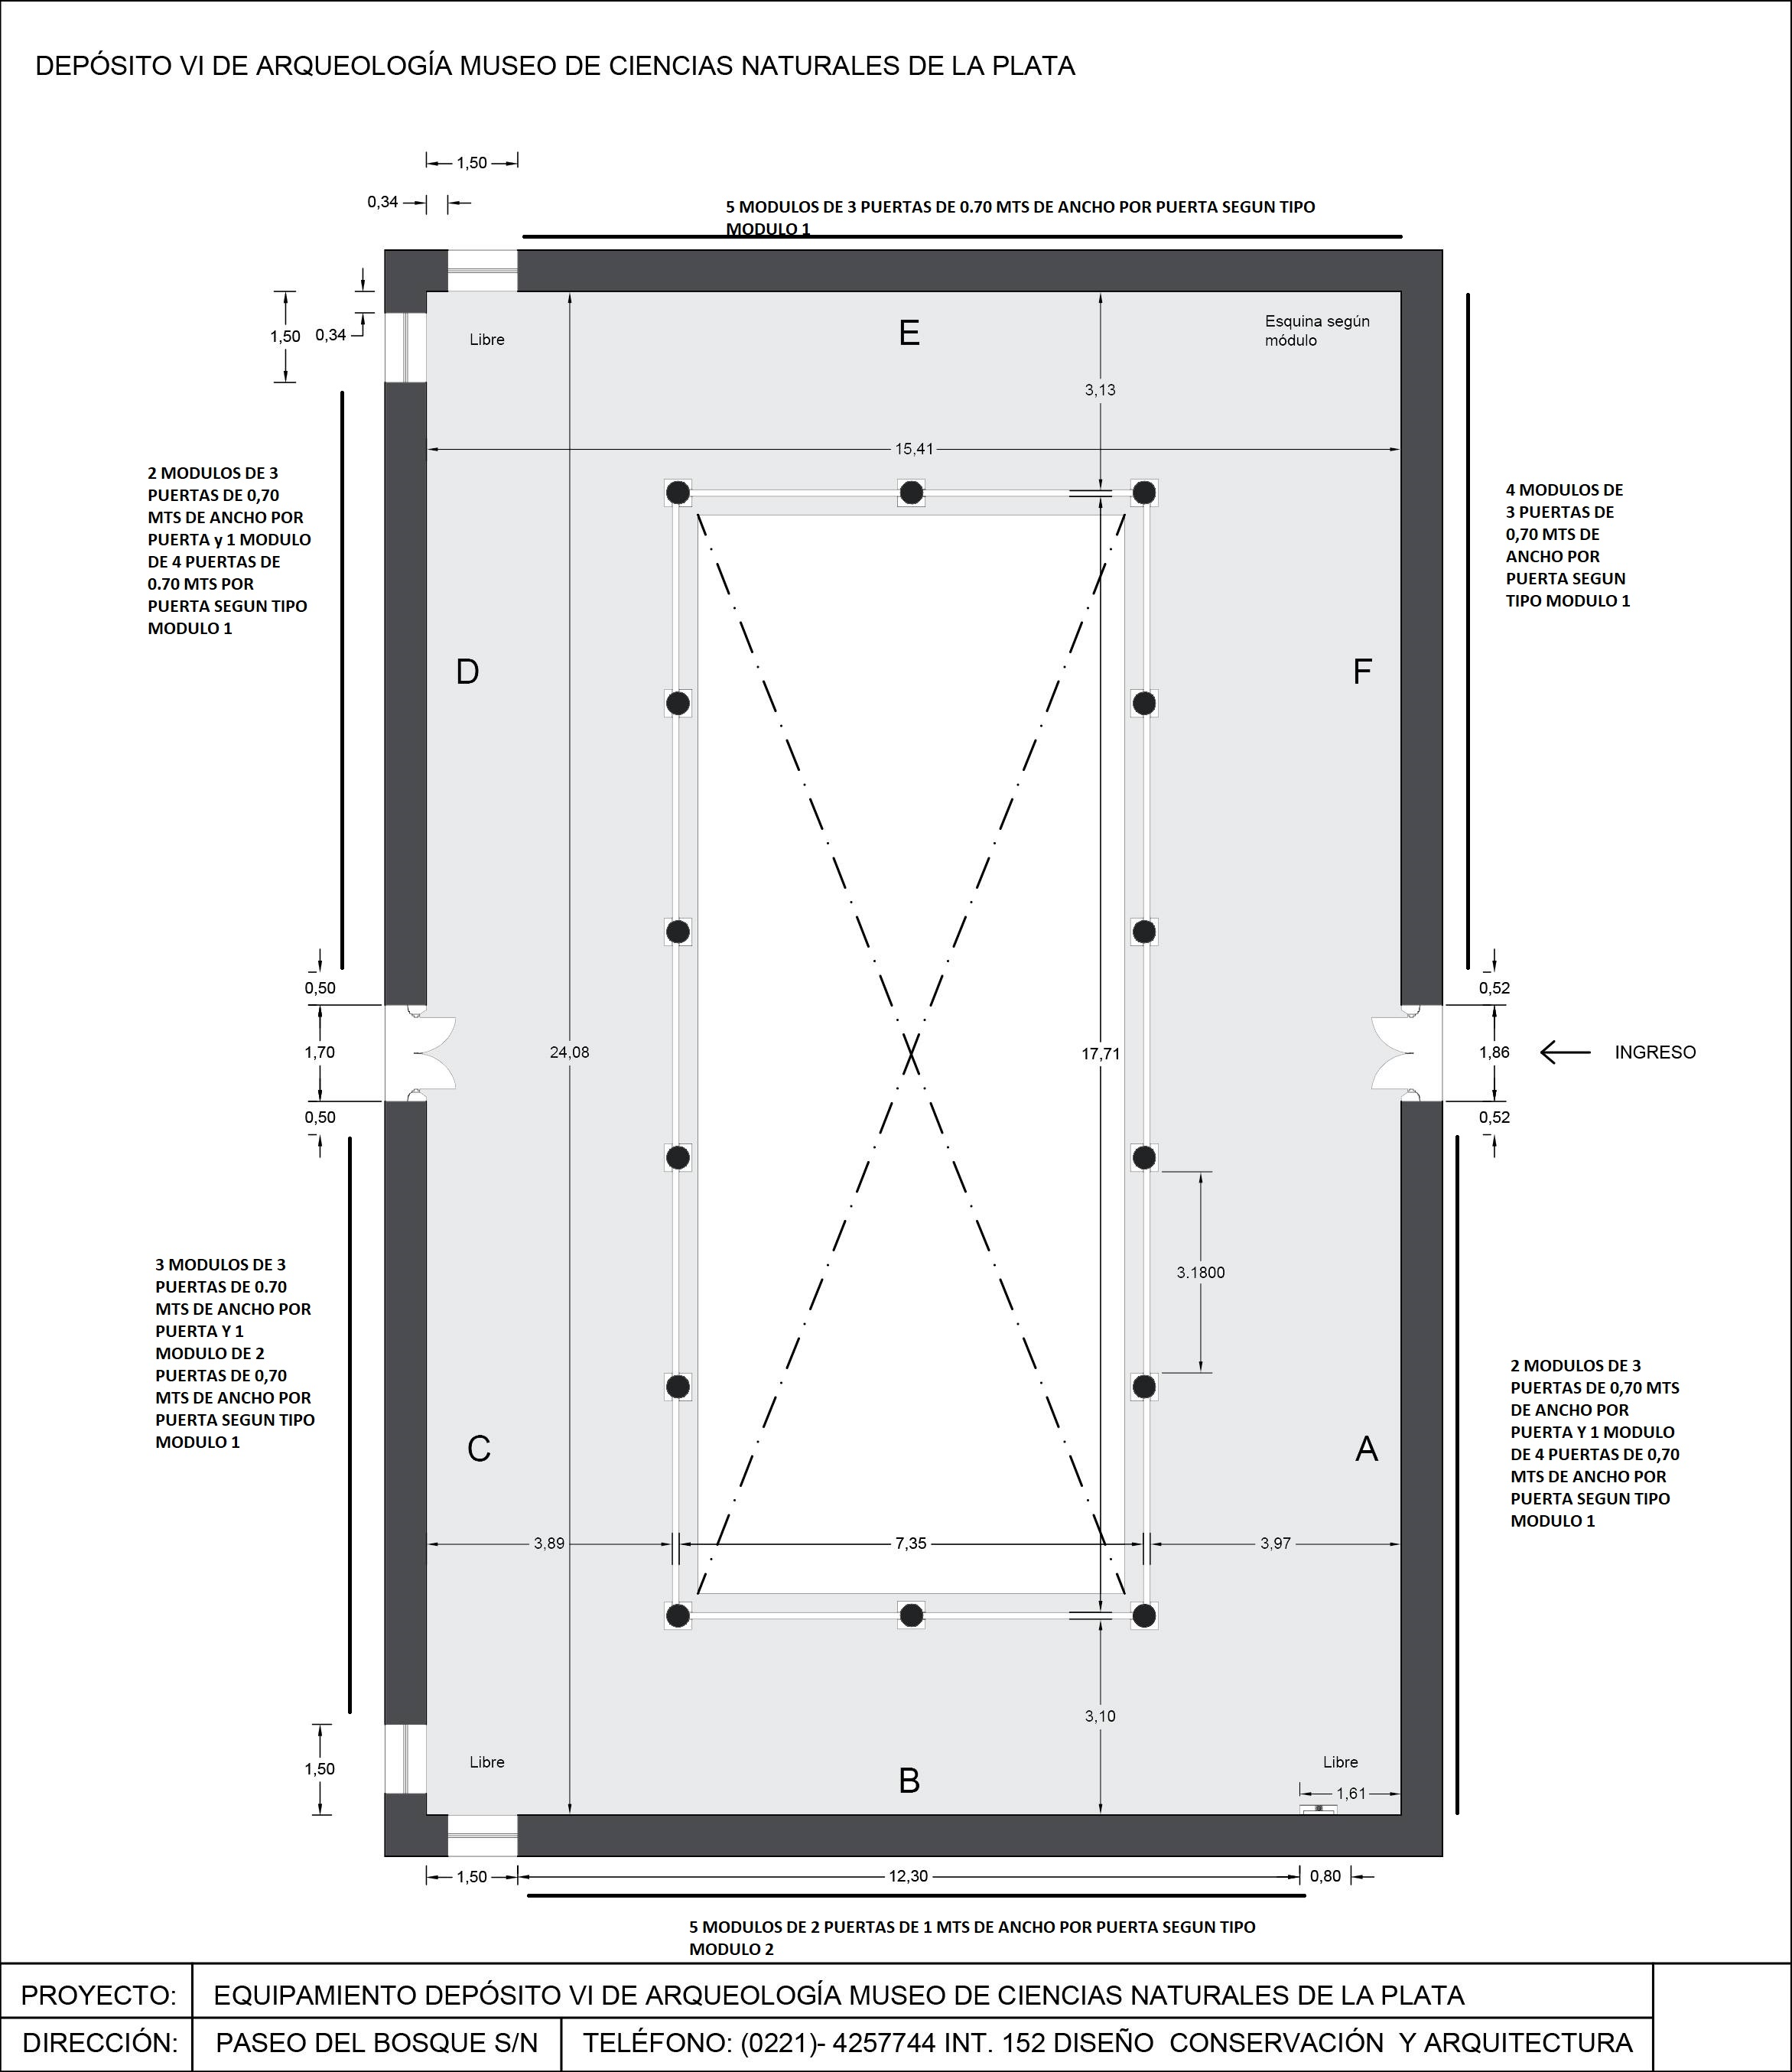 DEPÓSITO VI DE ARQUEOLOGÍA MUSEO DE CIENCIAS NATURALES DE LA PLATA
1,50
0,34
5 MODULOS DE 3 PUERTAS DE 0.70 MTS DE ANCHO POR PUERTA SEGUN TIPO
MODULO 1
1,50
0,34
Libre
E
Esquina según
módulo
3,13
15,41
2 MODULOS DE 3
PUERTAS DE 0,70
MTS DE ANCHO POR
PUERTA y 1 MODULO
DE 4 PUERTAS DE
0.70 MTS POR
PUERTA SEGUN TIPO
MODULO 1
4 MODULOS DE
3 PUERTAS DE
0,70 MTS DE
ANCHO POR
PUERTA SEGUN
TIPO MODULO 1
D
F
0,50
1,70
0,50
24,08
17,71
0,52
1,86
0,52
INGRESO
3.1800
3 MODULOS DE 3
PUERTAS DE 0.70
MTS DE ANCHO POR
PUERTA Y 1
MODULO DE 2
PUERTAS DE 0,70
MTS DE ANCHO POR
PUERTA SEGUN TIPO
MODULO 1
2 MODULOS DE 3
PUERTAS DE 0,70 MTS
DE ANCHO POR
PUERTA Y 1 MODULO
DE 4 PUERTAS DE 0,70
MTS DE ANCHO POR
PUERTA SEGUN TIPO
MODULO 1
C
A
3,89
7,35
3,97
3,10
1,50
Libre
B
Libre
1,61
1,50
12,30
0,80
5 MODULOS DE 2 PUERTAS DE 1 MTS DE ANCHO POR PUERTA SEGUN TIPO
MODULO 2
PROYECTO: EQUIPAMIENTO DEPÓSITO VI DE ARQUEOLOGÍA MUSEO DE CIENCIAS NATURALES DE LA PLATA
DIRECCIÓN: PASEO DEL BOSQUE S/N TELÉFONO: (0221)- 4257744 INT. 152 DISEÑO CONSERVACIÓN Y ARQUITECTURA